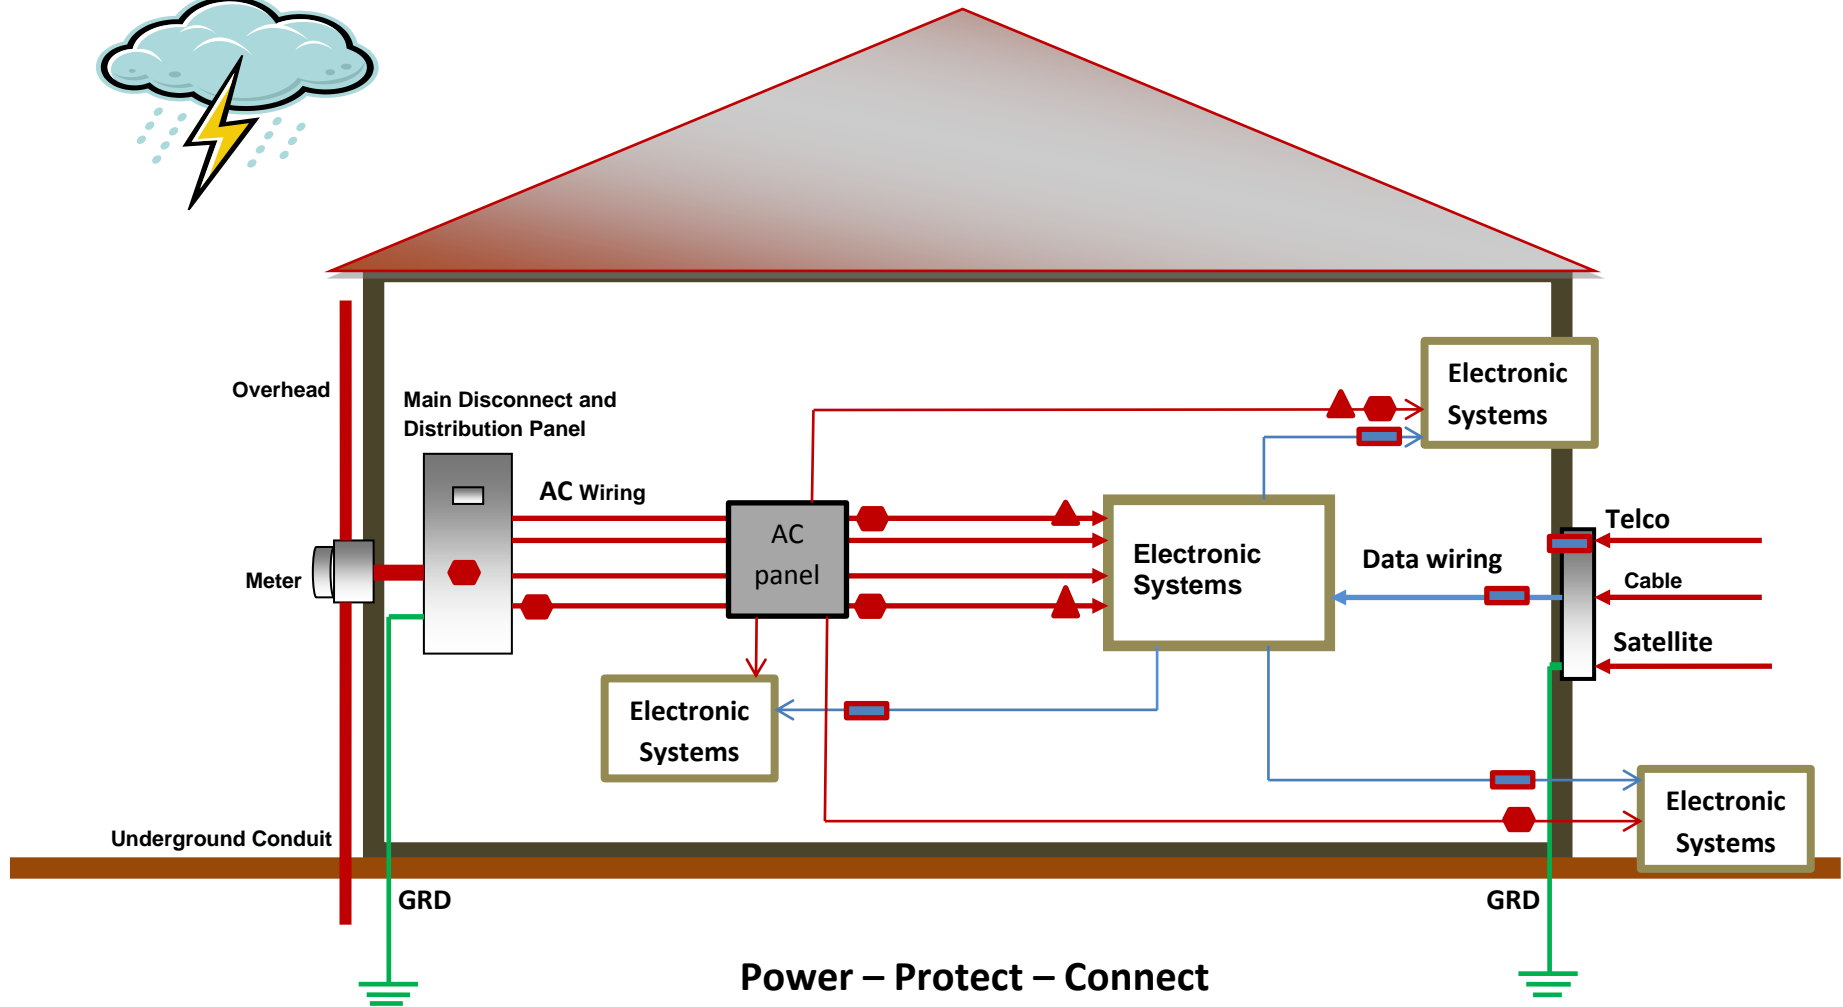 Overhead
Main Disconnect and
Distribution Panel
AC Wiring
Meter
AC
panel
Electronic
Systems
Electronic
Systems
Data wiring
Telco
Cable
Satellite
Electronic
Systems
Electronic
Systems
Underground Conduit
GRD
GRD
Power – Protect – Connect